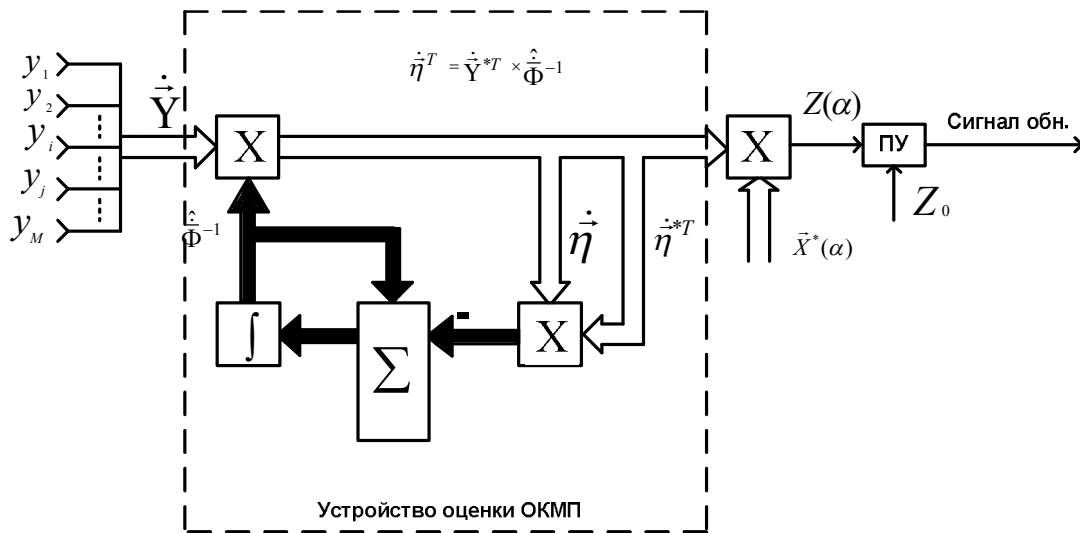 y₁
y₂
yᵢ
yⱼ
y_M
Ẏ⃗
η̇⃗ᵀ = Ẏ⃗*ᵀ × Φ̂⁻¹
X
Φ̂⁻¹
∫
Σ
-
X
η̇⃗
η̇⃗*ᵀ
X
Z(α)
ПУ
Сигнал обн.
Z₀
X⃗*(α)
Устройство оценки ОКМП